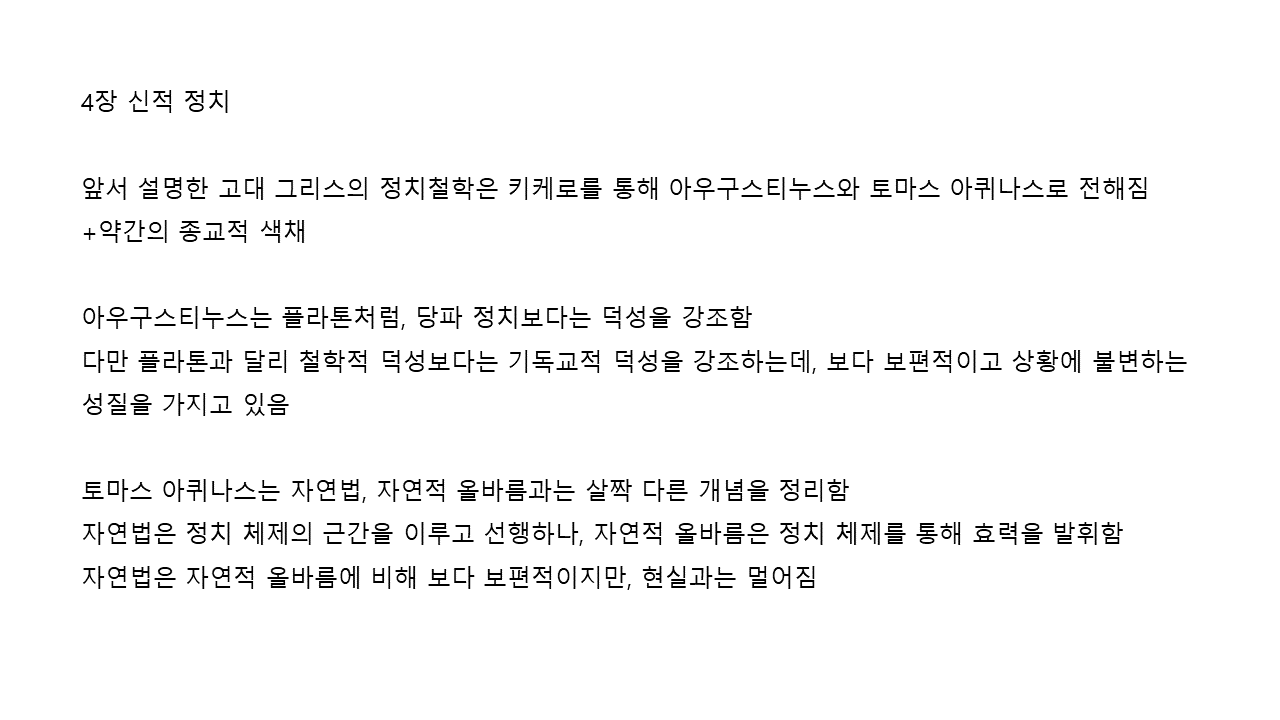 4장 신적 정치
앞서 설명한 고대 그리스의 정치철학은 키케로를 통해 아우구스티누스와 토마스 아퀴나스로 전해짐
+약간의 종교적 색채
아우구스티누스는 플라톤처럼, 당파 정치보다는 덕성을 강조함
다만 플라톤과 달리 철학적 덕성보다는 기독교적 덕성을 강조하는데, 보다 보편적이고 상황에 불변하는
성질을 가지고 있음
토마스 아퀴나스는 자연법, 자연적 올바름과는 살짝 다른 개념을 정리함
자연법은 정치 체제의 근간을 이루고 선행하나, 자연적 올바름은 정치 체제를 통해 효력을 발휘함
자연법은 자연적 올바름에 비해 보다 보편적이지만, 현실과는 멀어짐